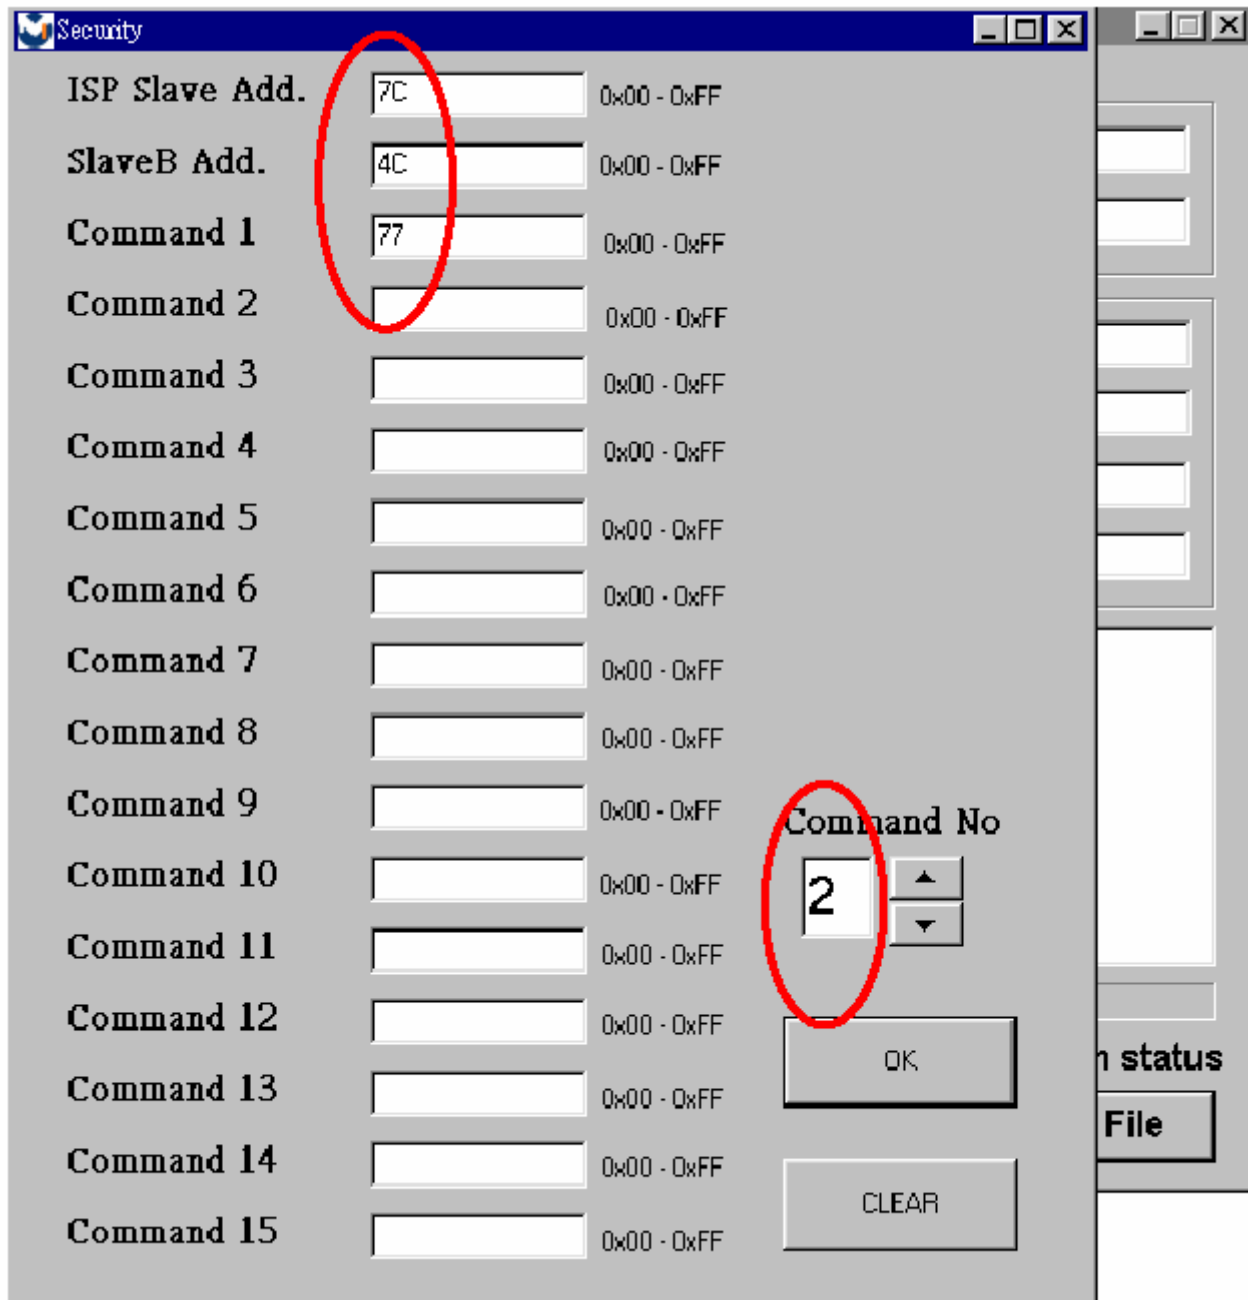 Security
ISP Slave Add. 7C 0x00 - 0xFF
SlaveB Add. 4C 0x00 - 0xFF
Command 1 77 0x00 - 0xFF
Command 2 0x00 - 0xFF
Command 3 0x00 - 0xFF
Command 4 0x00 - 0xFF
Command 5 0x00 - 0xFF
Command 6 0x00 - 0xFF
Command 7 0x00 - 0xFF
Command 8 0x00 - 0xFF
Command 9 0x00 - 0xFF
Command No
Command 10 0x00 - 0xFF 2
Command 11 0x00 - 0xFF
Command 12 0x00 - 0xFF
OK
status
Command 13 0x00 - 0xFF
File
Command 14 0x00 - 0xFF
CLEAR
Command 15 0x00 - 0xFF